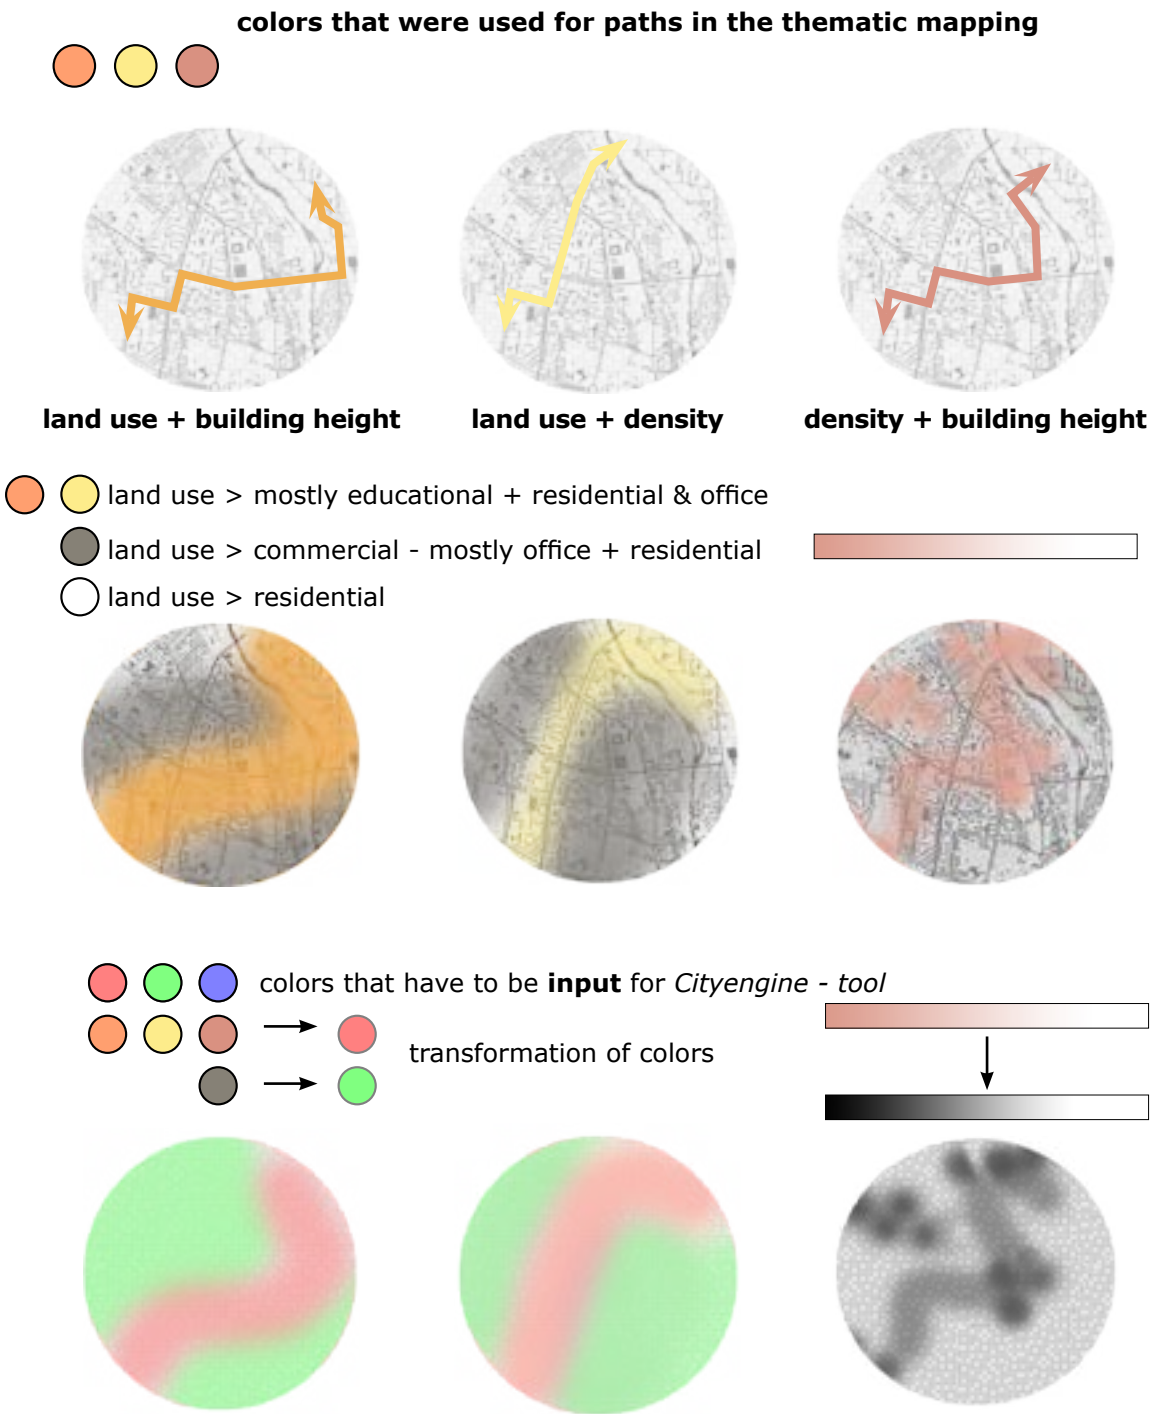 colors that were used for paths in the thematic mapping
land use + building height
land use + density
density + building height
land use > mostly educational + residential & office
land use > commercial - mostly office + residential
land use > residential
colors that have to be input for Cityengine - tool
transformation of colors